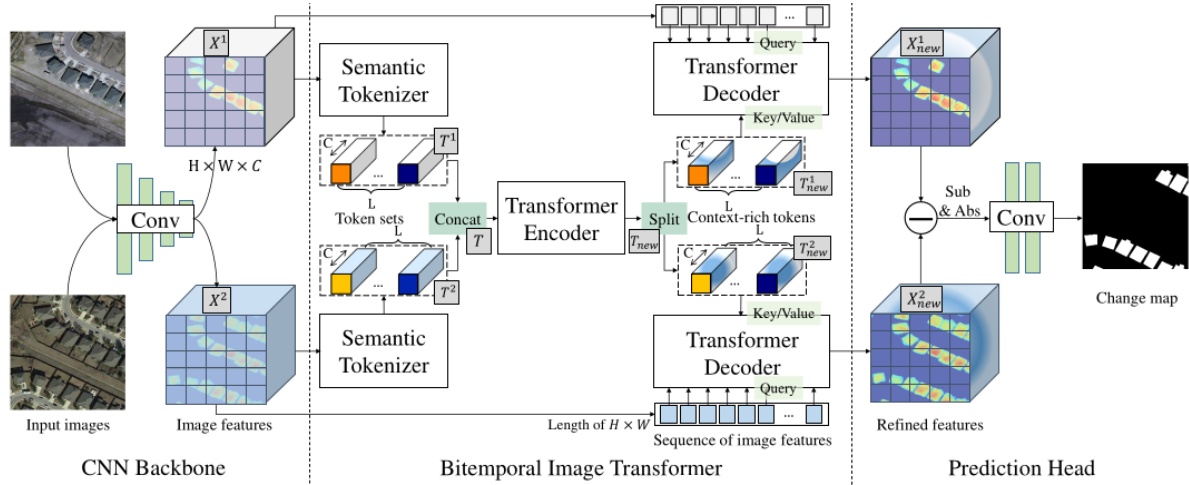 X¹
Semantic
Tokenizer
...
Query
Transformer
Decoder
X¹new
Key/Value
H × W × C
C
T¹
...
L
Token sets
C
...
T¹new
L
Context-rich tokens
Conv
Concat
T
Transformer
Encoder
Split
Tnew
Sub
& Abs
Conv
L
C
...
T²
L
C
...
T²new
X²
Semantic
Tokenizer
Key/Value
Transformer
Decoder
Query
...
X²new
Change map
Input images
Image features
Length of H × W
Sequence of image features
Refined features
CNN Backbone
Bitemporal Image Transformer
Prediction Head